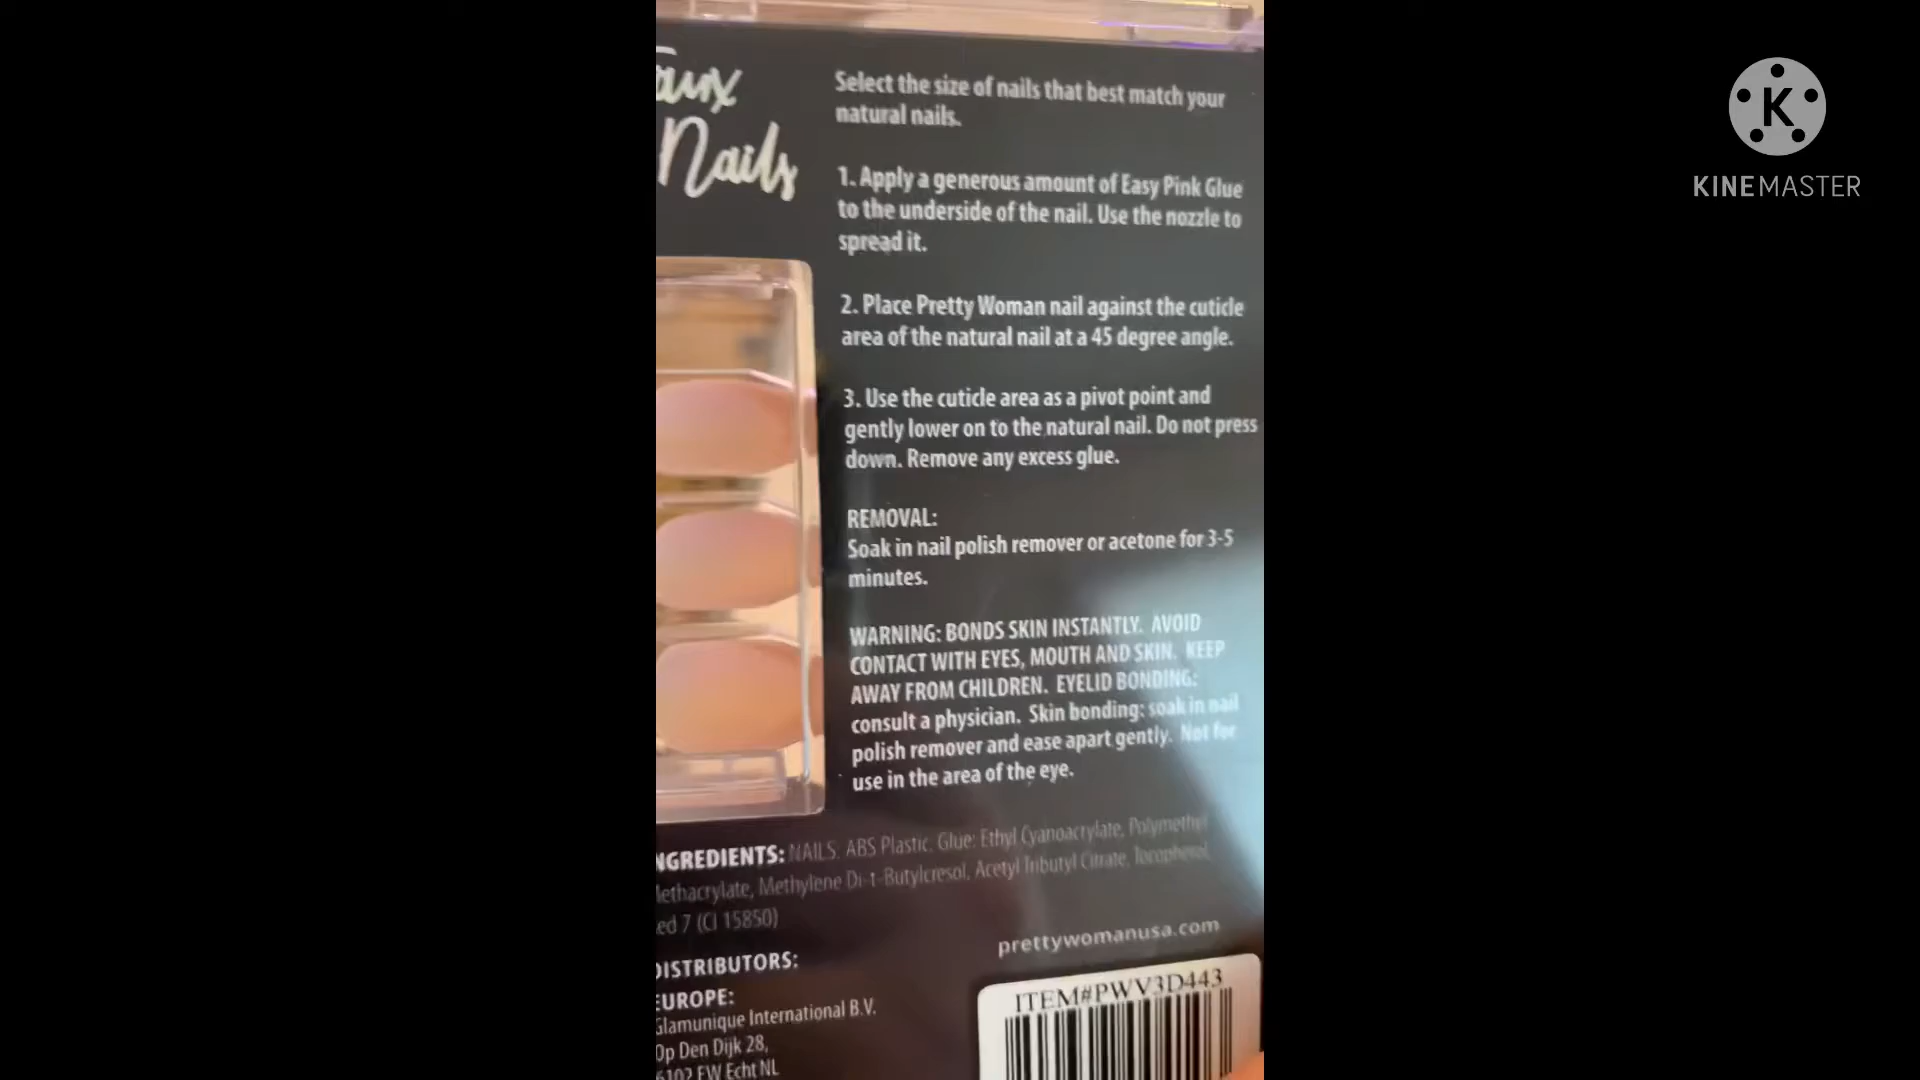 Faux
Nails
Select the size of nails that best match your
natural nails.
1. Apply a generous amount of Easy Pink Glue
to the underside of the nail. Use the nozzle to
spread it.
2. Place Pretty Woman nail against the cuticle
area of the natural nail at a 45 degree angle.
3. Use the cuticle area as a pivot point and
gently lower on to the natural nail. Do not press
down. Remove any excess glue.
REMOVAL:
Soak in nail polish remover or acetone for 3-5
minutes.
WARNING: BONDS SKIN INSTANTLY. AVOID
CONTACT WITH EYES, MOUTH AND SKIN. KEEP
AWAY FROM CHILDREN. EYELID BONDING:
consult a physician. Skin bonding: soak in nail
polish remover and ease apart gently. Not for
use in the area of the eye.
NGREDIENTS: NAILS. ABS Plastic. Glue: Ethyl Cyanoacrylate, Polymethyl
ethacrylate, Methylene Di-t-Butylcresol, Acetyl Tributyl Citrate, Tocopherol,
ed 7 (CI 15850)
prettywomanusa.com
DISTRIBUTORS:
EUROPE:
Glamunique International B.V.
Op Den Dijk 28,
6102 EW Echt NL
ITEM#PWV3D443
K
KINEMASTER